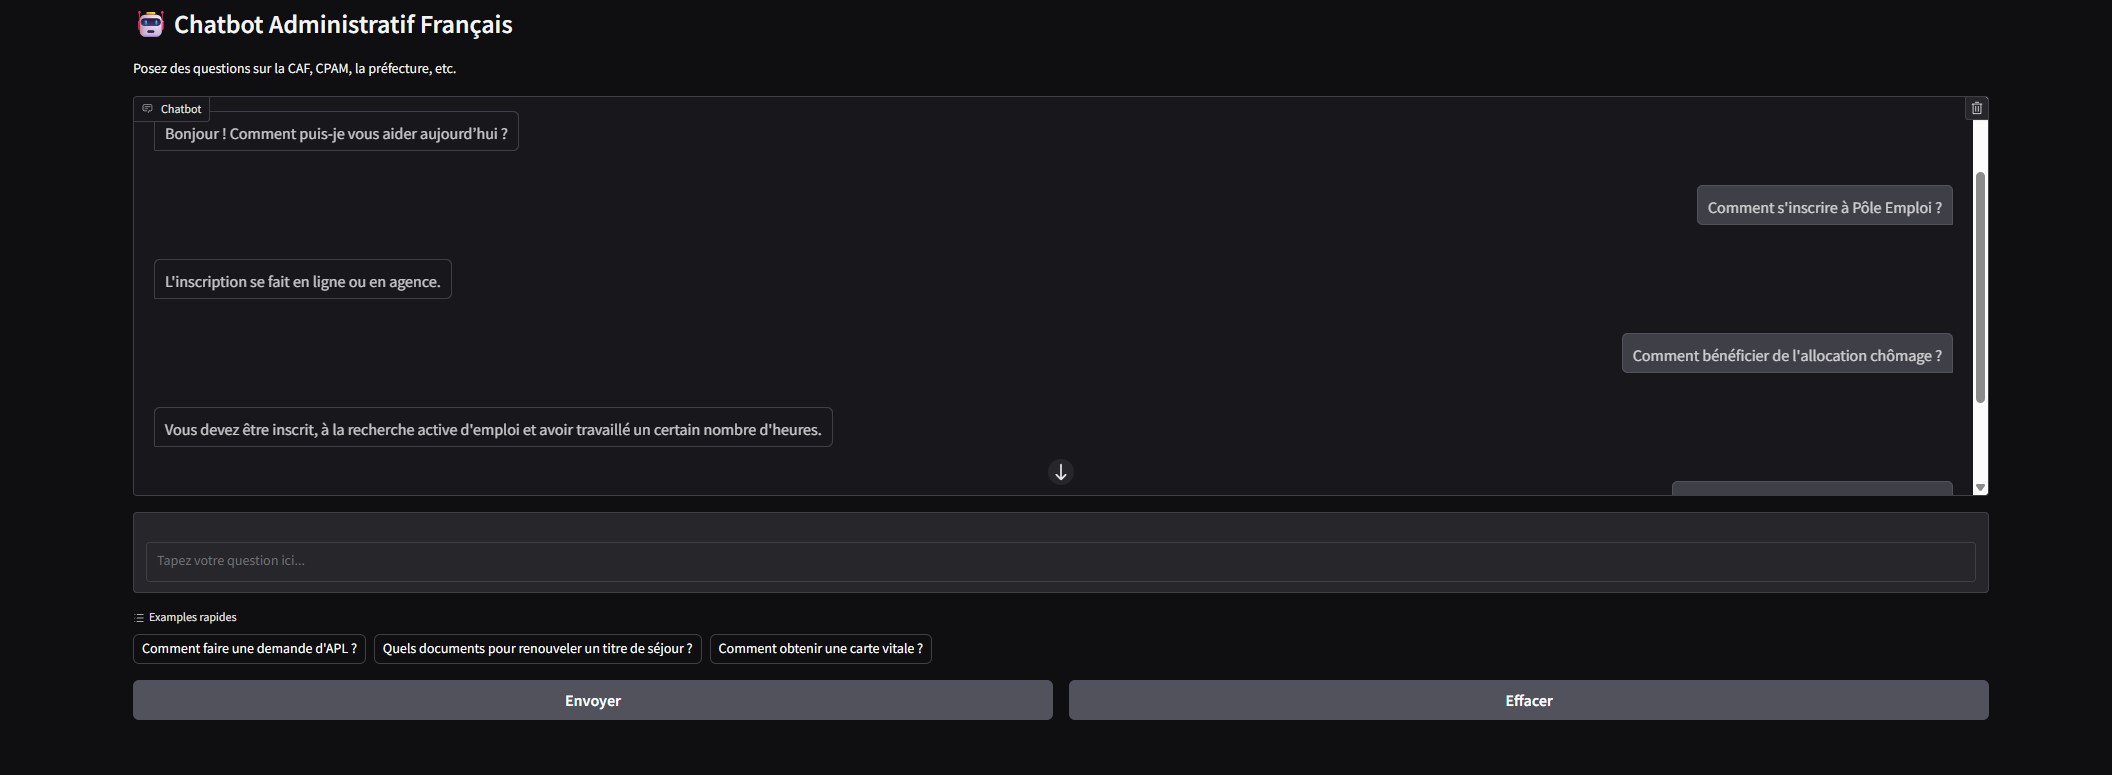 Chatbot Administratif Français
Posez des questions sur la CAF, CPAM, la préfecture, etc.
Chatbot
Bonjour ! Comment puis-je vous aider aujourd’hui ?
Comment s'inscrire à Pôle Emploi ?
L'inscription se fait en ligne ou en agence.
Comment bénéficier de l'allocation chômage ?
Vous devez être inscrit, à la recherche active d'emploi et avoir travaillé un certain nombre d'heures.
Tapez votre question ici...
Examples rapides
Comment faire une demande d'APL ?
Quels documents pour renouveler un titre de séjour ?
Comment obtenir une carte vitale ?
Envoyer
Effacer